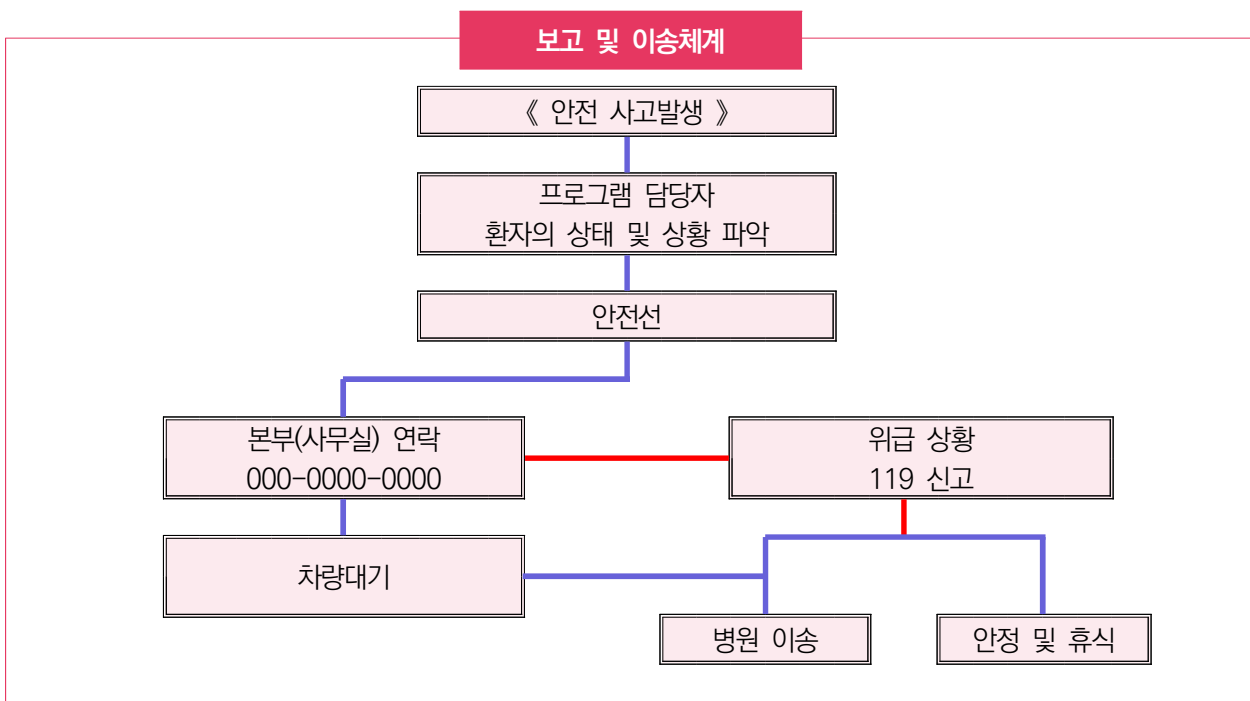 보고 및 이송체계
《 안전 사고발생 》
프로그램 담당자
환자의 상태 및 상황 파악
안전선
본부(사무실) 연락
000-0000-0000
위급 상황
119 신고
차량대기
병원 이송
안정 및 휴식